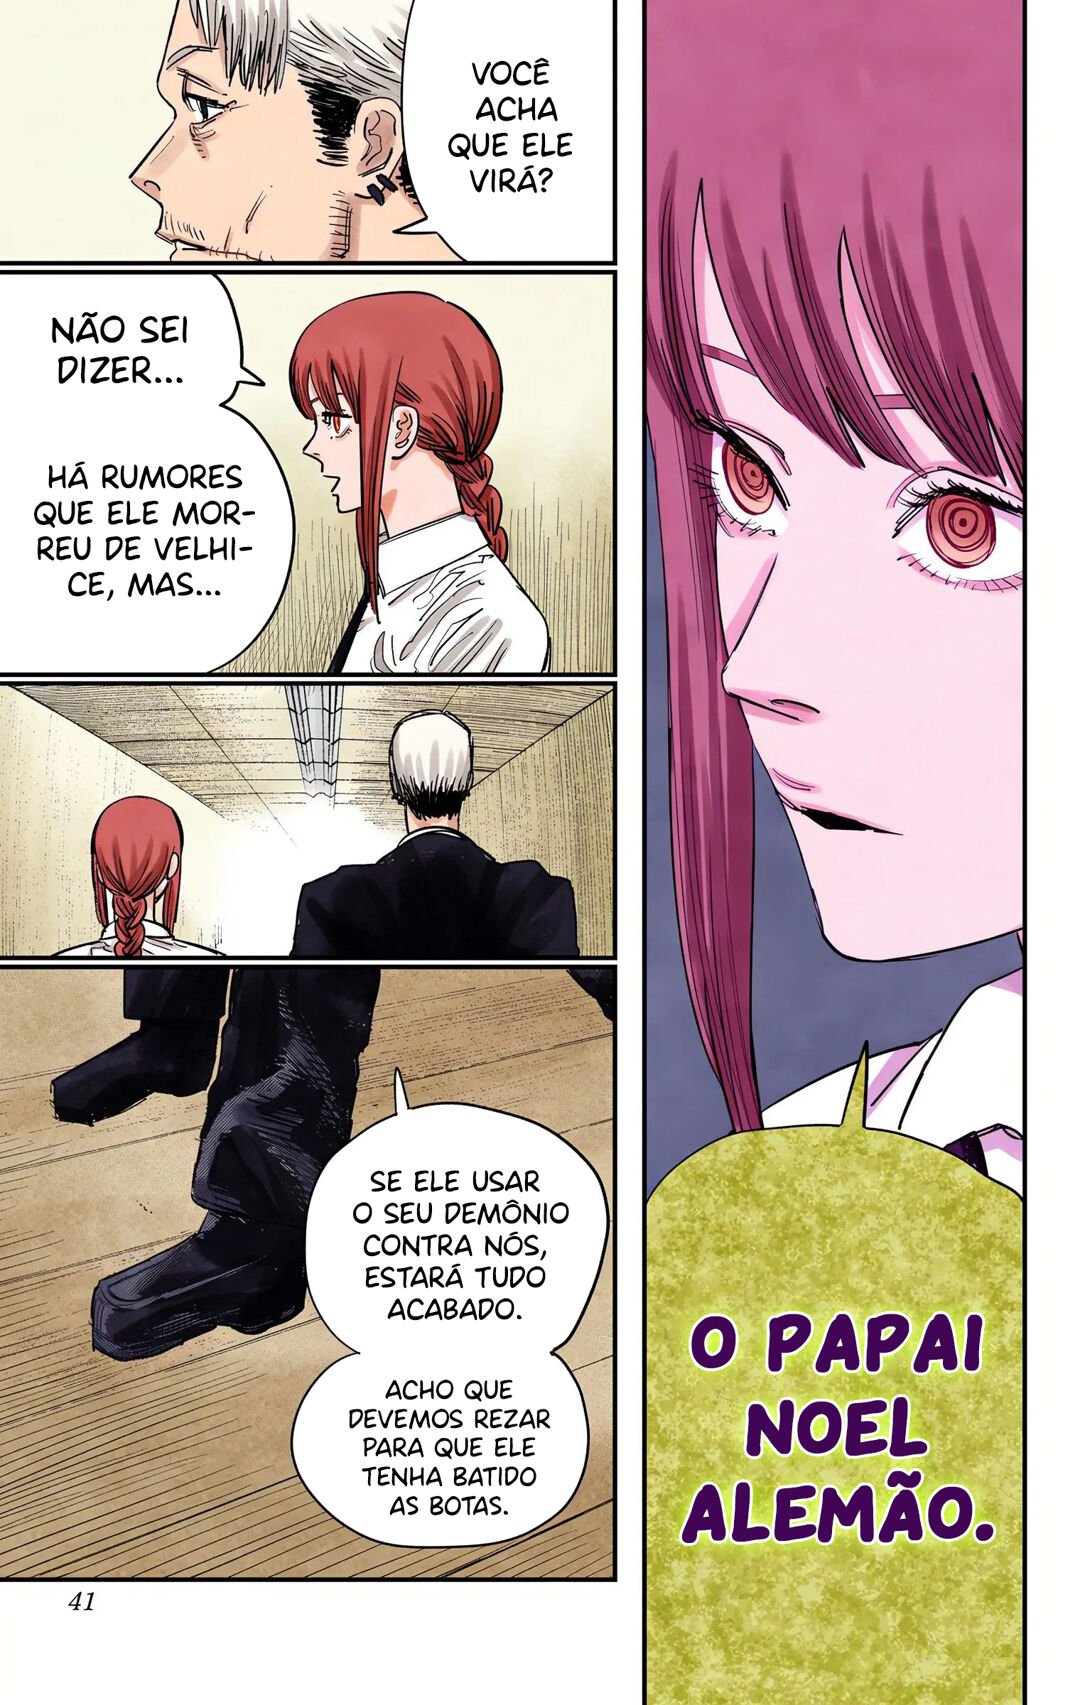 O PAPAI
NOEL
ALEMÃO.
VOCÊ
ACHA
QUE ELE
VIRÁ?
NÃO SEI
DIZER...
HÁ RUMORES
QUE ELE MOR-
REU DE VELHI-
CE, MAS...
SE ELE USAR
O SEU DEMÔNIO
CONTRA NÓS,
ESTARÁ TUDO
ACABADO.
ACHO QUE
DEVEMOS REZAR
PARA QUE ELE
TENHA BATIDO
AS BOTAS.
41